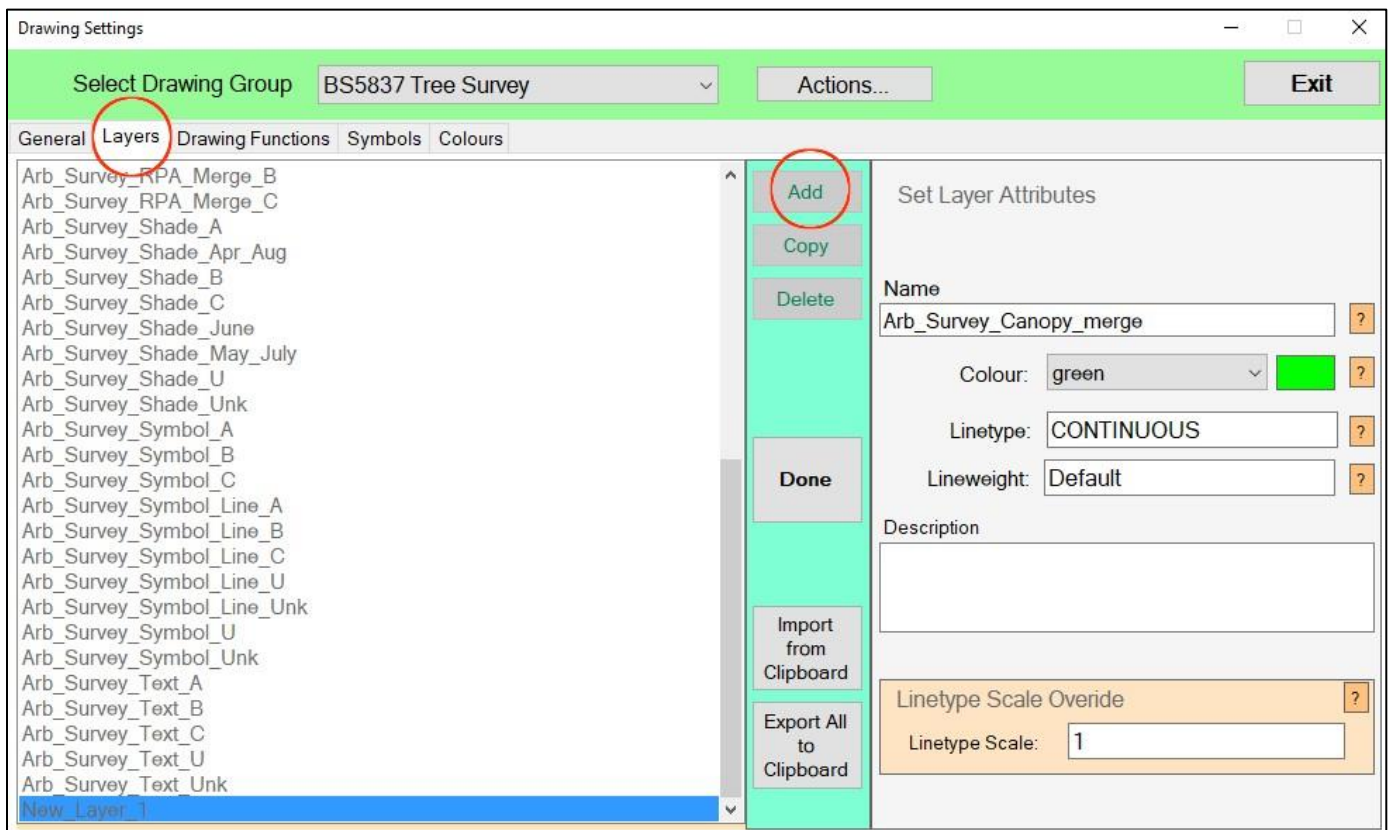 Drawing Settings
Select Drawing Group BS5837 Tree Survey Actions... Exit
General Layers Drawing Functions Symbols Colours
Arb_Survey_RPA_Merge_B
Arb_Survey_RPA_Merge_C
Arb_Survey_Shade_A
Arb_Survey_Shade_Apr_Aug
Arb_Survey_Shade_B
Arb_Survey_Shade_C
Arb_Survey_Shade_June
Arb_Survey_Shade_May_July
Arb_Survey_Shade_U
Arb_Survey_Shade_Unk
Arb_Survey_Symbol_A
Arb_Survey_Symbol_B
Arb_Survey_Symbol_C
Arb_Survey_Symbol_Line_A
Arb_Survey_Symbol_Line_B
Arb_Survey_Symbol_Line_C
Arb_Survey_Symbol_Line_U
Arb_Survey_Symbol_Line_Unk
Arb_Survey_Symbol_U
Arb_Survey_Symbol_Unk
Arb_Survey_Text_A
Arb_Survey_Text_B
Arb_Survey_Text_C
Arb_Survey_Text_U
Arb_Survey_Text_Unk
New_Layer_1
Add
Copy
Delete
Done
Import
from
Clipboard
Export All
to
Clipboard
Set Layer Attributes
Name
Arb_Survey_Canopy_merge ?
Colour: green ?
Linetype: CONTINUOUS ?
Lineweight: Default ?
Description
Linetype Scale Overide ?
Linetype Scale: 1